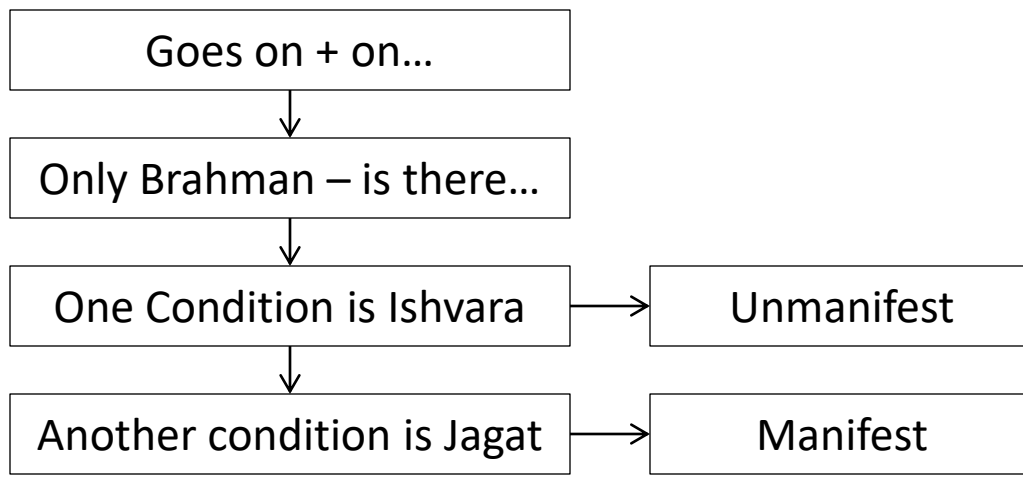 Goes on + on…
Only Brahman – is there…
One Condition is Ishvara
Unmanifest
Another condition is Jagat
Manifest